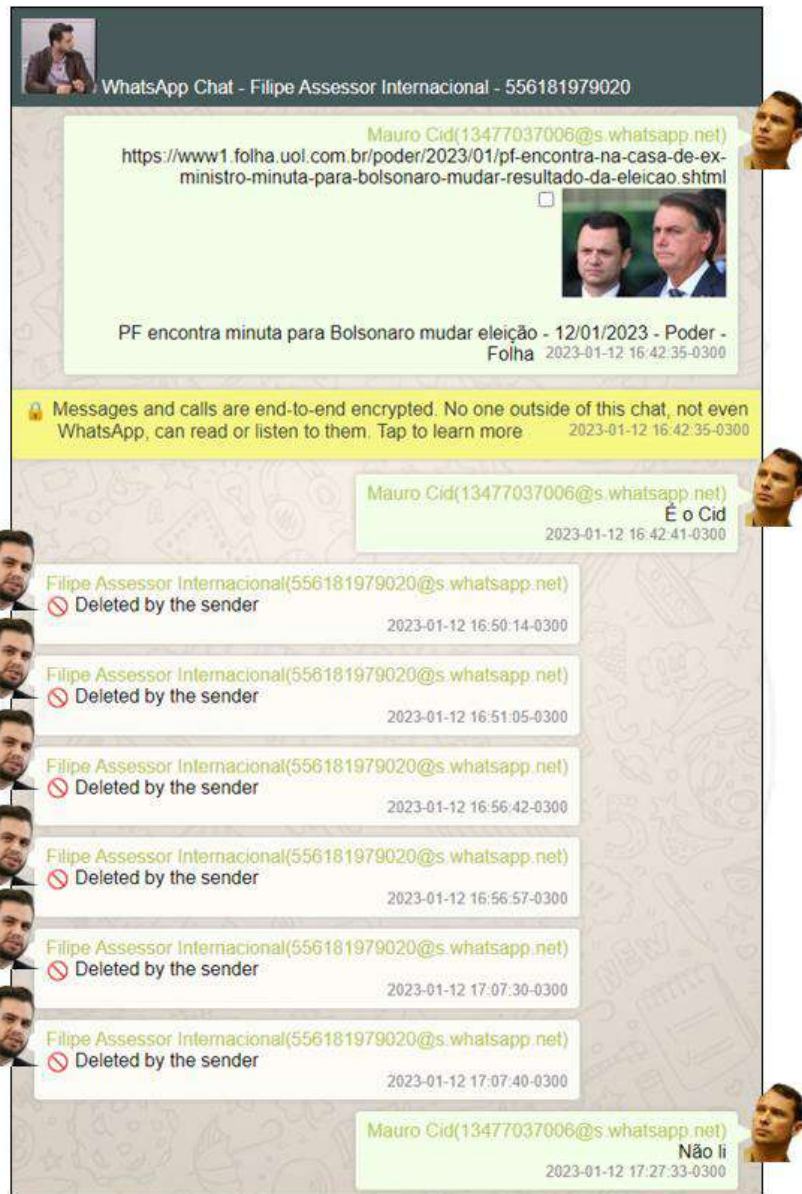 WhatsApp Chat - Filipe Assessor Internacional - 556181979020
Mauro Cid(13477037006@s.whatsapp.net)
https://www1.folha.uol.com.br/poder/2023/01/pf-encontra-na-casa-de-ex-
ministro-minuta-para-bolsonaro-mudar-resultado-da-eleicao.shtml
PF encontra minuta para Bolsonaro mudar eleição - 12/01/2023 - Poder -
Folha 2023-01-12 16:42:35-0300
Messages and calls are end-to-end encrypted. No one outside of this chat, not even
WhatsApp, can read or listen to them. Tap to learn more 2023-01-12 16:42:35-0300
Mauro Cid(13477037006@s.whatsapp.net)
É o Cid
2023-01-12 16:42:41-0300
Filipe Assessor Internacional(556181979020@s.whatsapp.net)
Deleted by the sender
2023-01-12 16:50:14-0300
Filipe Assessor Internacional(556181979020@s.whatsapp.net)
Deleted by the sender
2023-01-12 16:51:05-0300
Filipe Assessor Internacional(556181979020@s.whatsapp.net)
Deleted by the sender
2023-01-12 16:56:42-0300
Filipe Assessor Internacional(556181979020@s.whatsapp.net)
Deleted by the sender
2023-01-12 16:56:57-0300
Filipe Assessor Internacional(556181979020@s.whatsapp.net)
Deleted by the sender
2023-01-12 17:07:30-0300
Filipe Assessor Internacional(556181979020@s.whatsapp.net)
Deleted by the sender
2023-01-12 17:07:40-0300
Mauro Cid(13477037006@s.whatsapp.net)
Não li
2023-01-12 17:27:33-0300